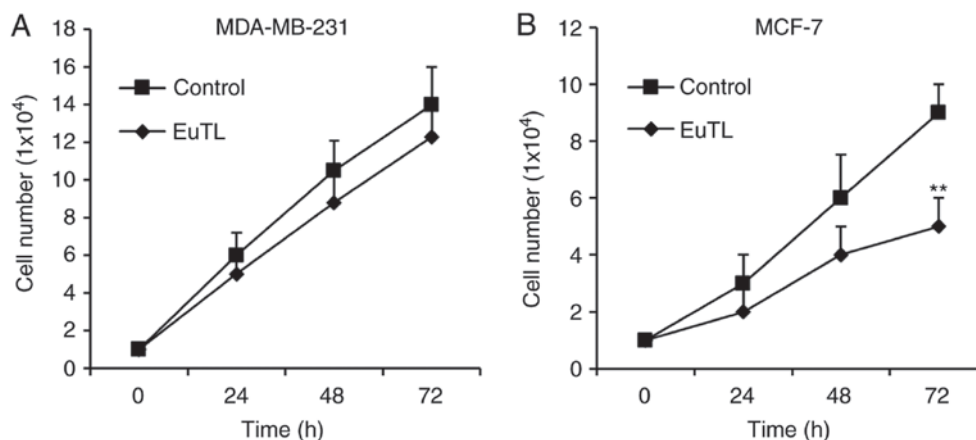 A
MDA-MB-231
Cell number (1x10⁴)
18
16
14
12
10
8
6
4
2
0
Control
EuTL
0 24 48 72
Time (h)
B
MCF-7
Cell number (1x10⁴)
12
10
8
6
4
2
0
Control
EuTL
**
0 24 48 72
Time (h)